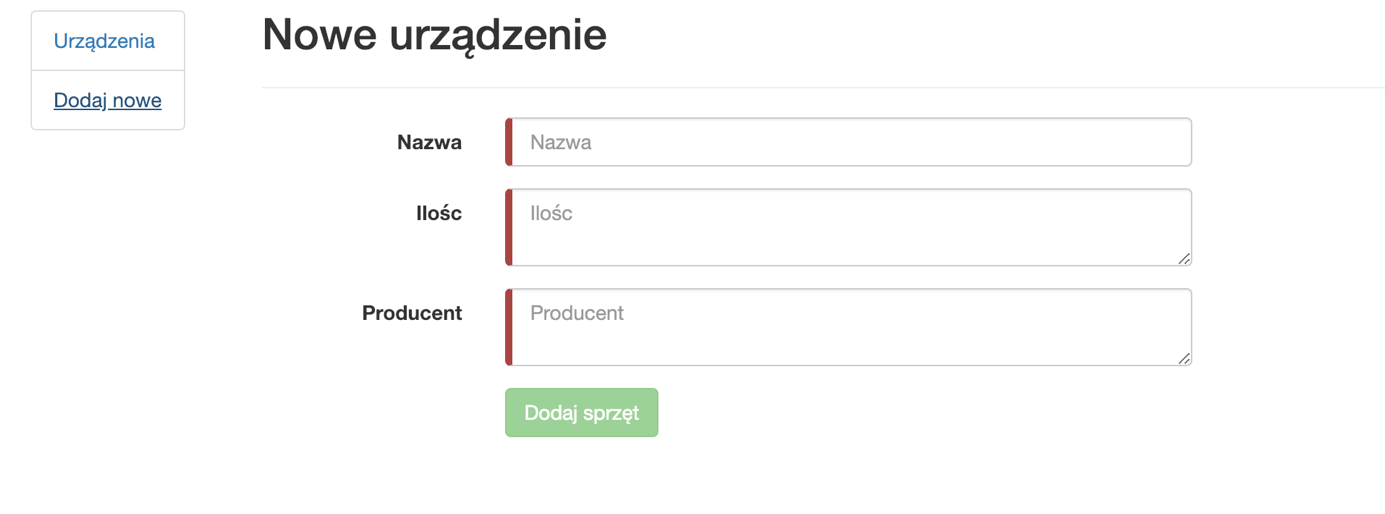 Urządzenia
Dodaj nowe
Nowe urządzenie
Nazwa
Nazwa
Ilośc
Ilośc
Producent
Producent
Dodaj sprzęt